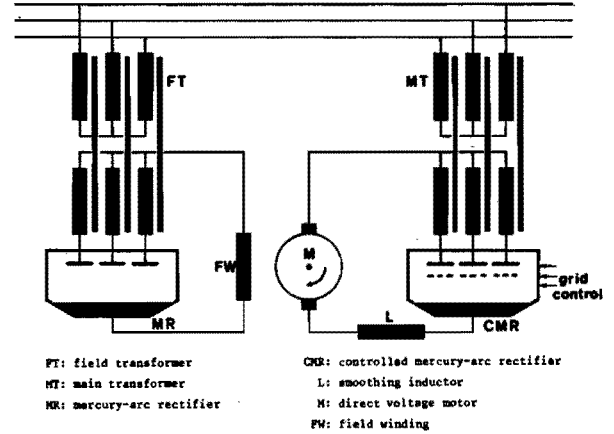 FT
MT
FW
M
grid
control
MR
L
CMR
FT: field transformer
MT: main transformer
MR: mercury-arc rectifier
CMR: controlled mercury-arc rectifier
L: smoothing inductor
M: direct voltage motor
FW: field winding